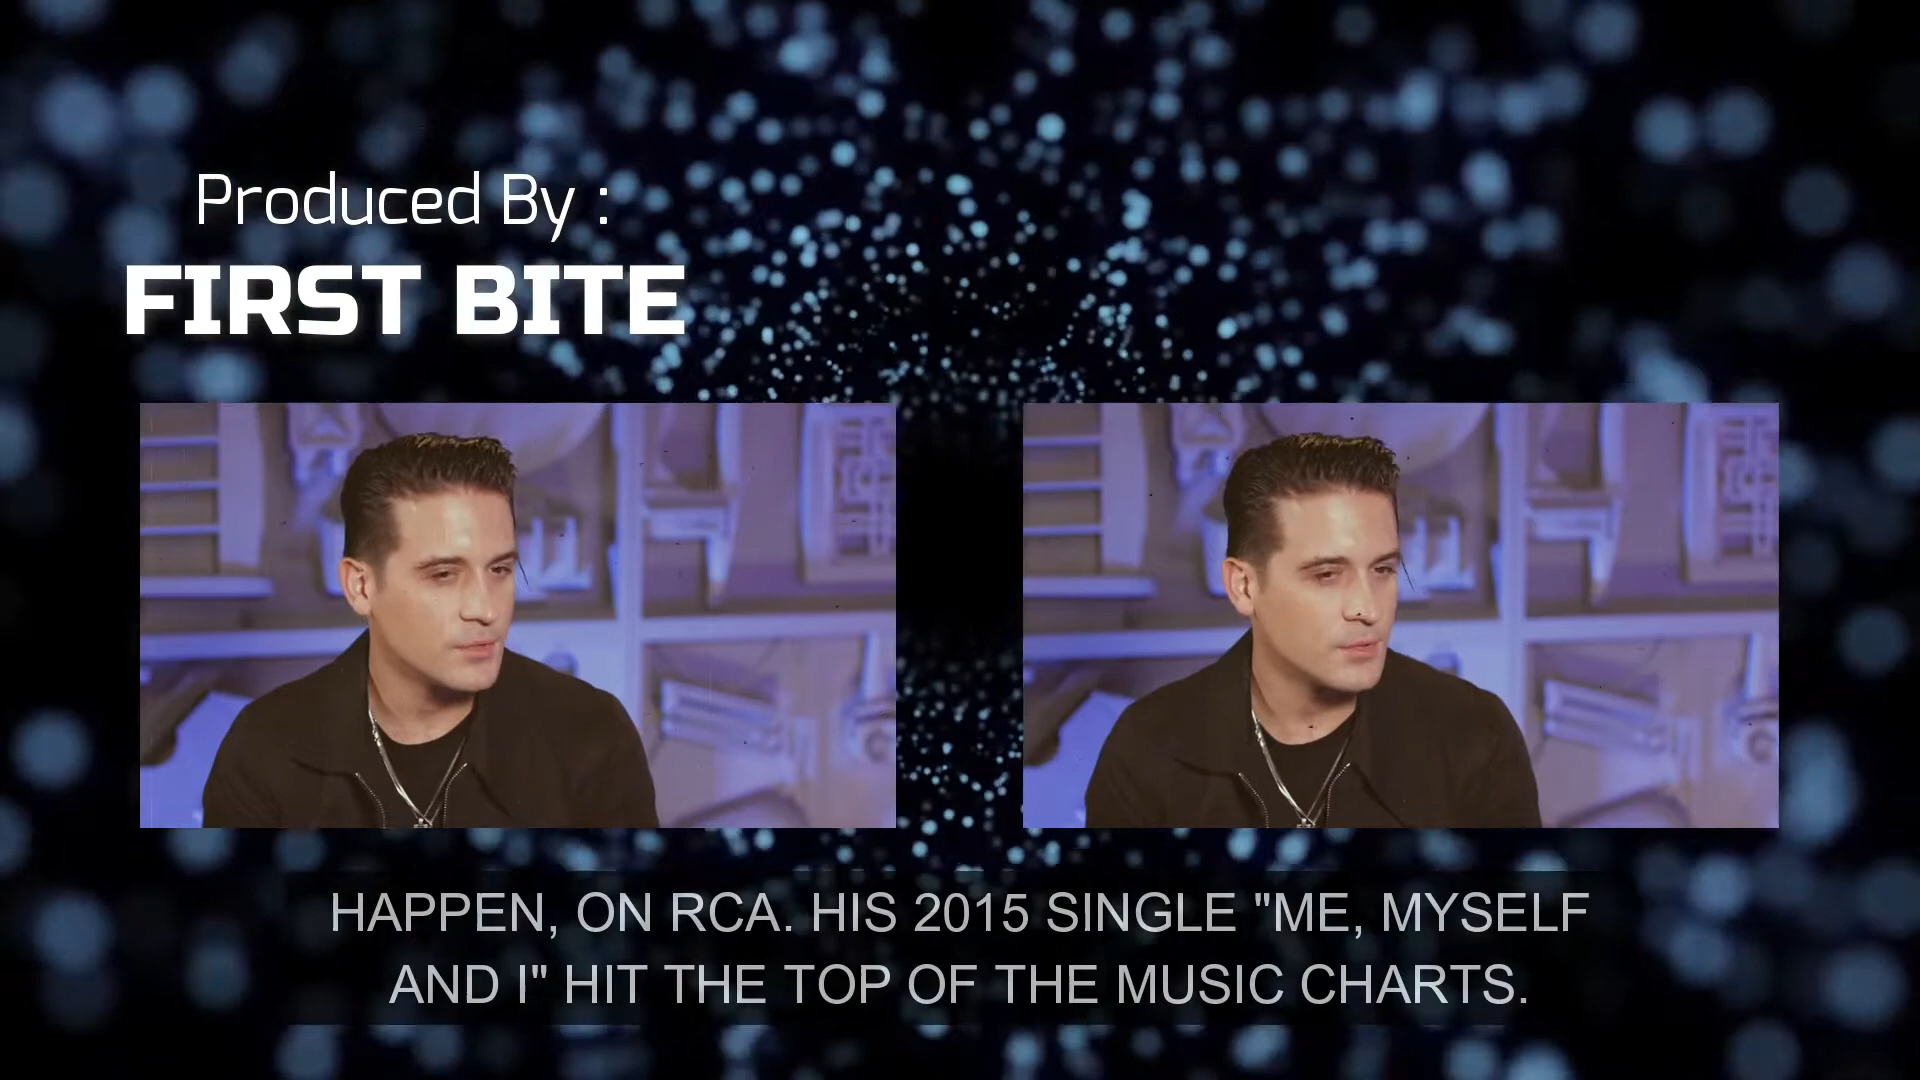 Produced By :
FIRST BITE
HAPPEN, ON RCA. HIS 2015 SINGLE "ME, MYSELF
AND I" HIT THE TOP OF THE MUSIC CHARTS.